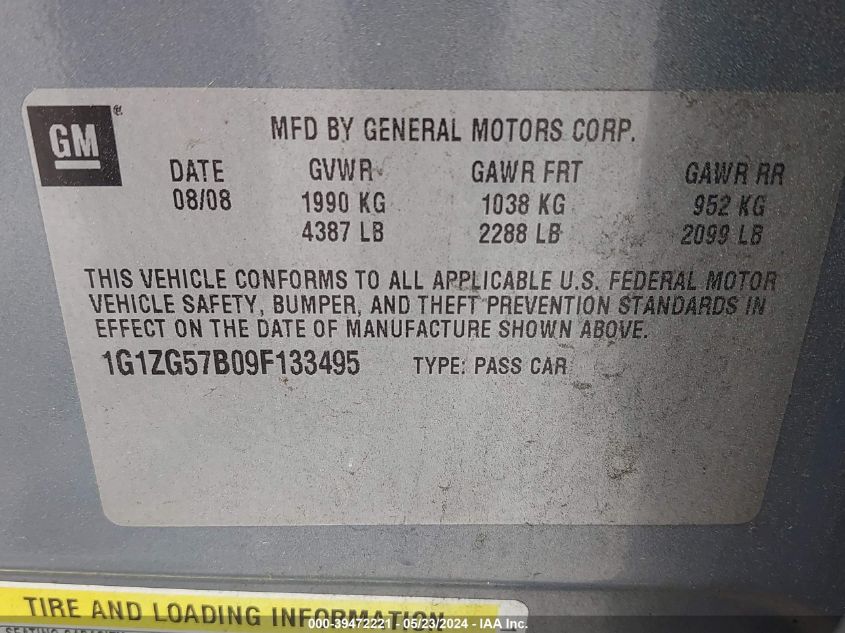 GM®
MFD BY GENERAL MOTORS CORP.
DATE GVWR GAWR FRT GAWR RR
08/08 1990 KG 1038 KG 952 KG
4387 LB 2288 LB 2099 LB
THIS VEHICLE CONFORMS TO ALL APPLICABLE U.S. FEDERAL MOTOR
VEHICLE SAFETY, BUMPER, AND THEFT PREVENTION STANDARDS IN
EFFECT ON THE DATE OF MANUFACTURE SHOWN ABOVE.
1G1ZG57B09F133495 TYPE: PASS CAR
TIRE AND LOADING INFORMATION
000-39472221 - 05/23/2024 - IAA Inc.